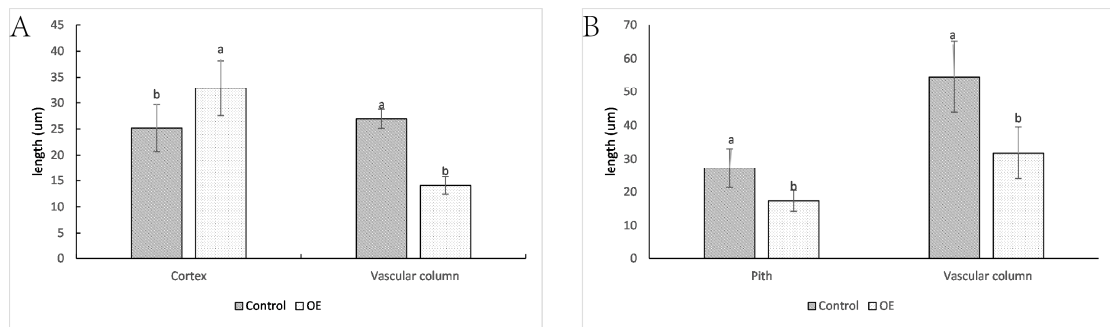 A
45
40
35
30
25
20
15
10
5
0
length (um)
b
a
a
b
Cortex
Vascular column
Control
OE
B
70
60
50
40
30
20
10
0
length (um)
a
b
a
b
Pith
Vascular column
Control
OE